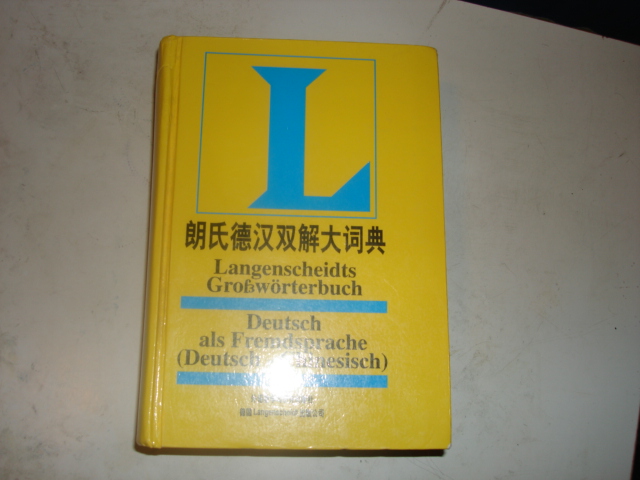 L
朗氏德汉双解大词典
Langenscheidts
Großwörterbuch
Deutsch
als Fremdsprache
(Deutsch